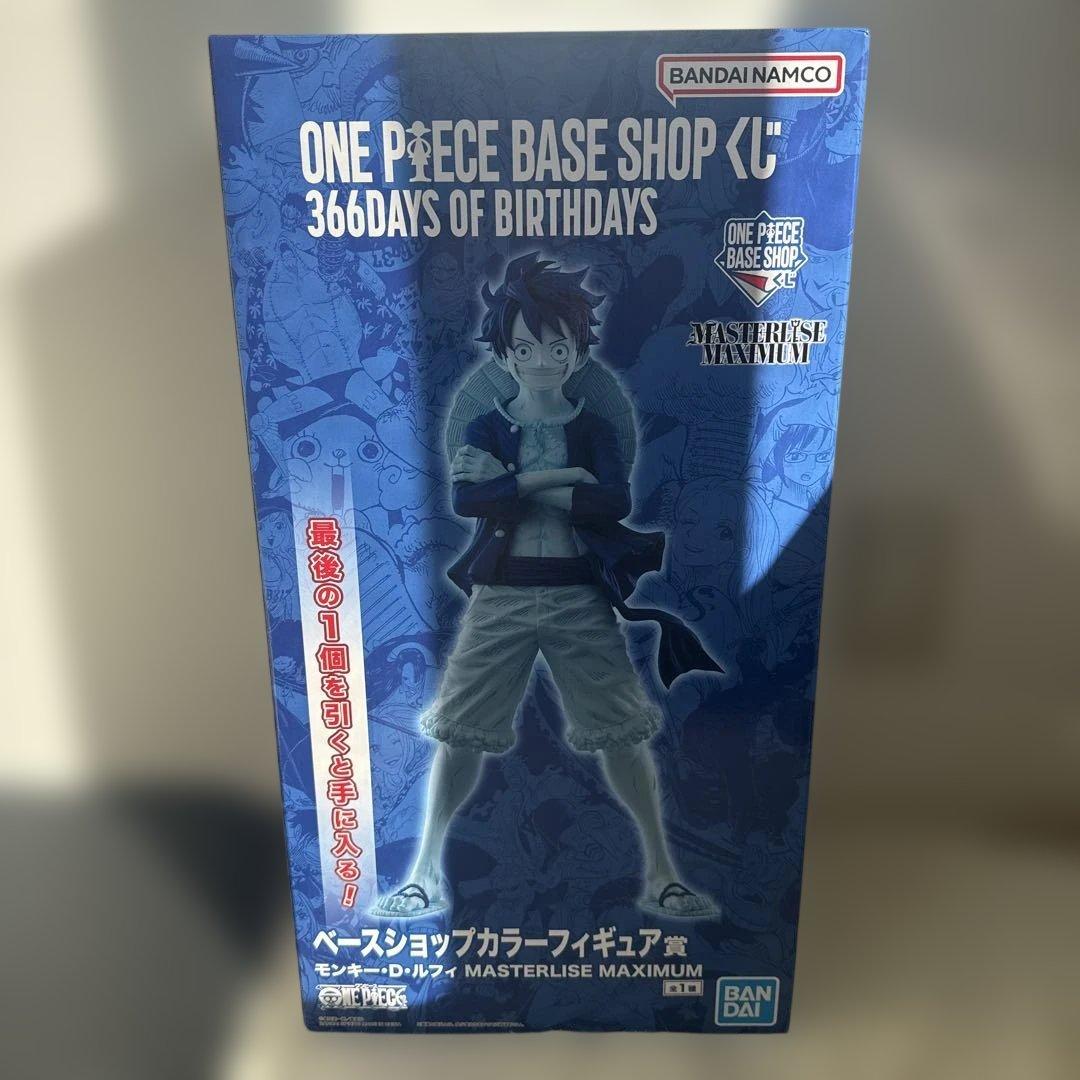 BANDAI NAMCO
ONE PIECE BASE SHOP くじ
366DAYS OF BIRTHDAYS
ONE PIECE
BASE SHOP
くじ
MASTERLISE
MAXIMUM
最後の1個を引くと手に入る!
ベースショップカラーフィギュア賞
モンキー・D・ルフィ MASTERLISE MAXIMUM
全1種
ONE PIECE
BAN
DAI